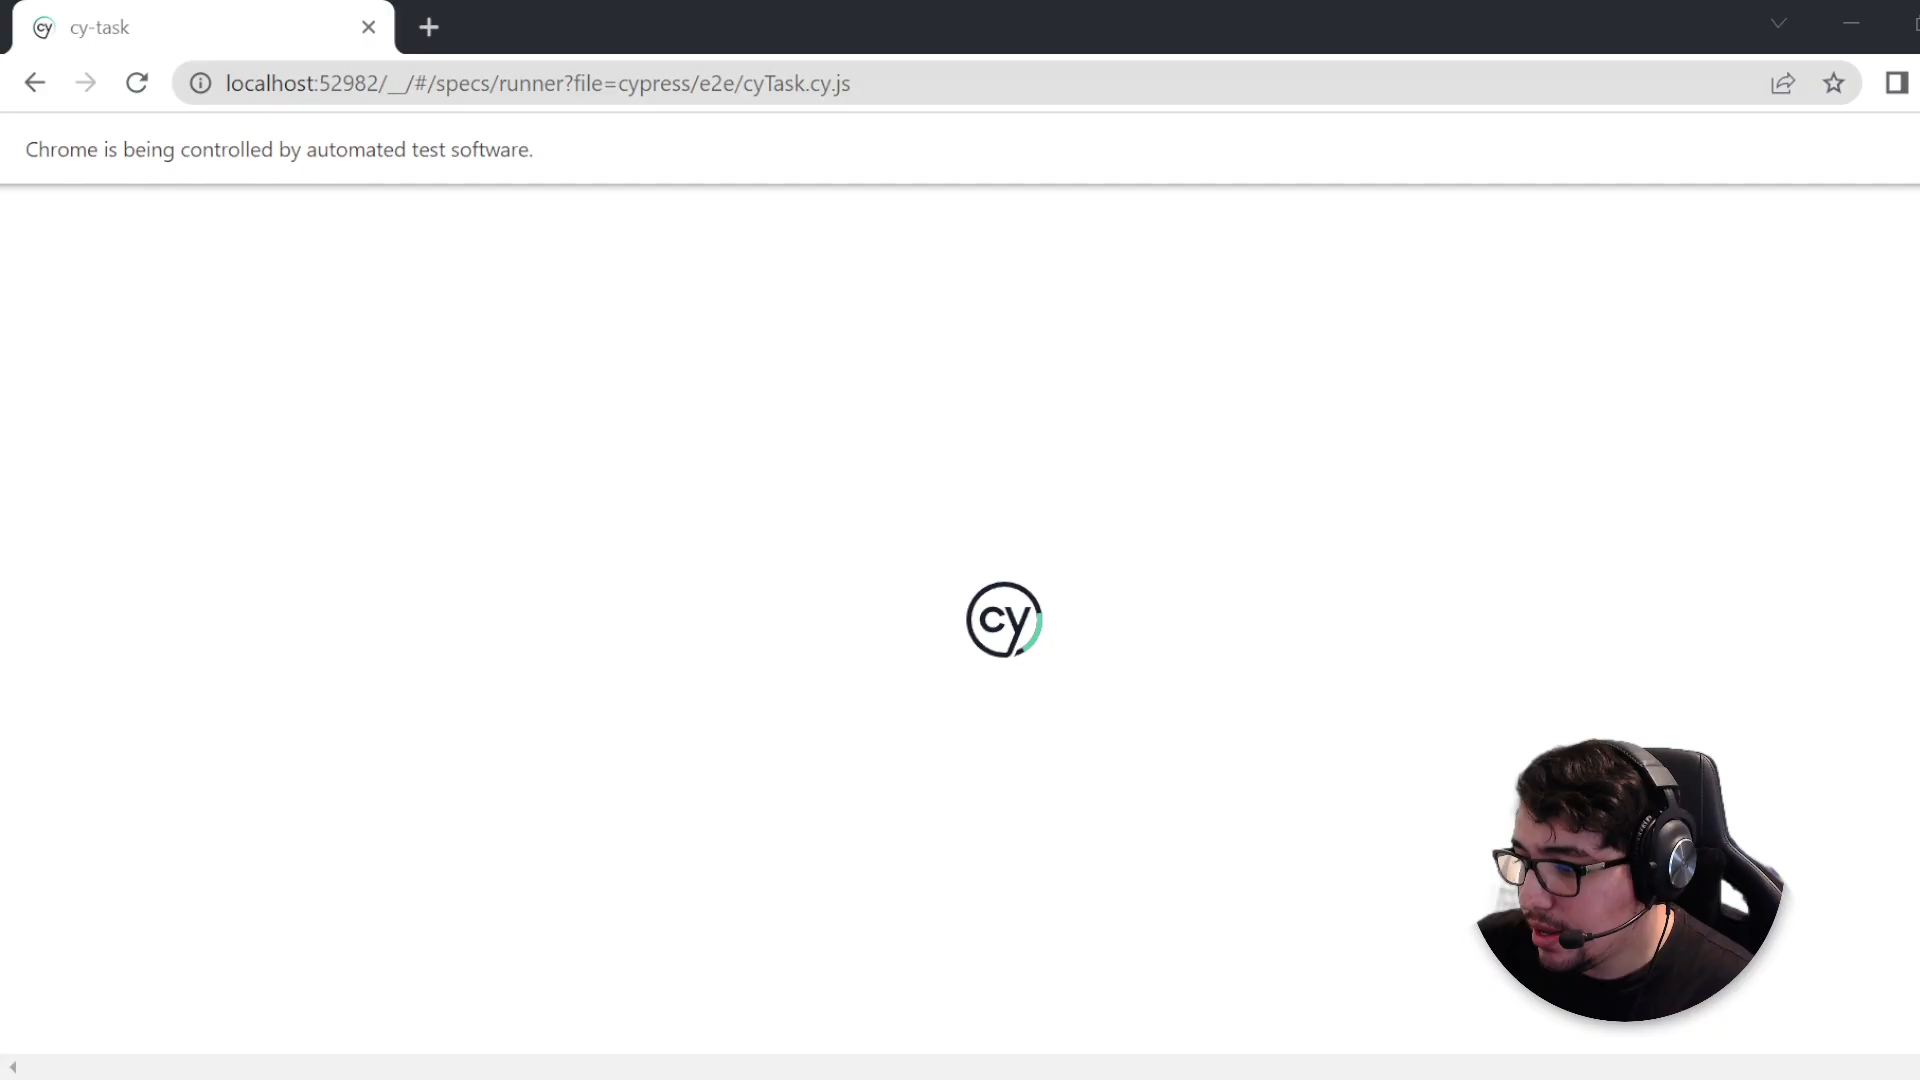 cy cy-task
localhost:52982/__/#/specs/runner?file=cypress/e2e/cyTask.cy.js
Chrome is being controlled by automated test software.
cy